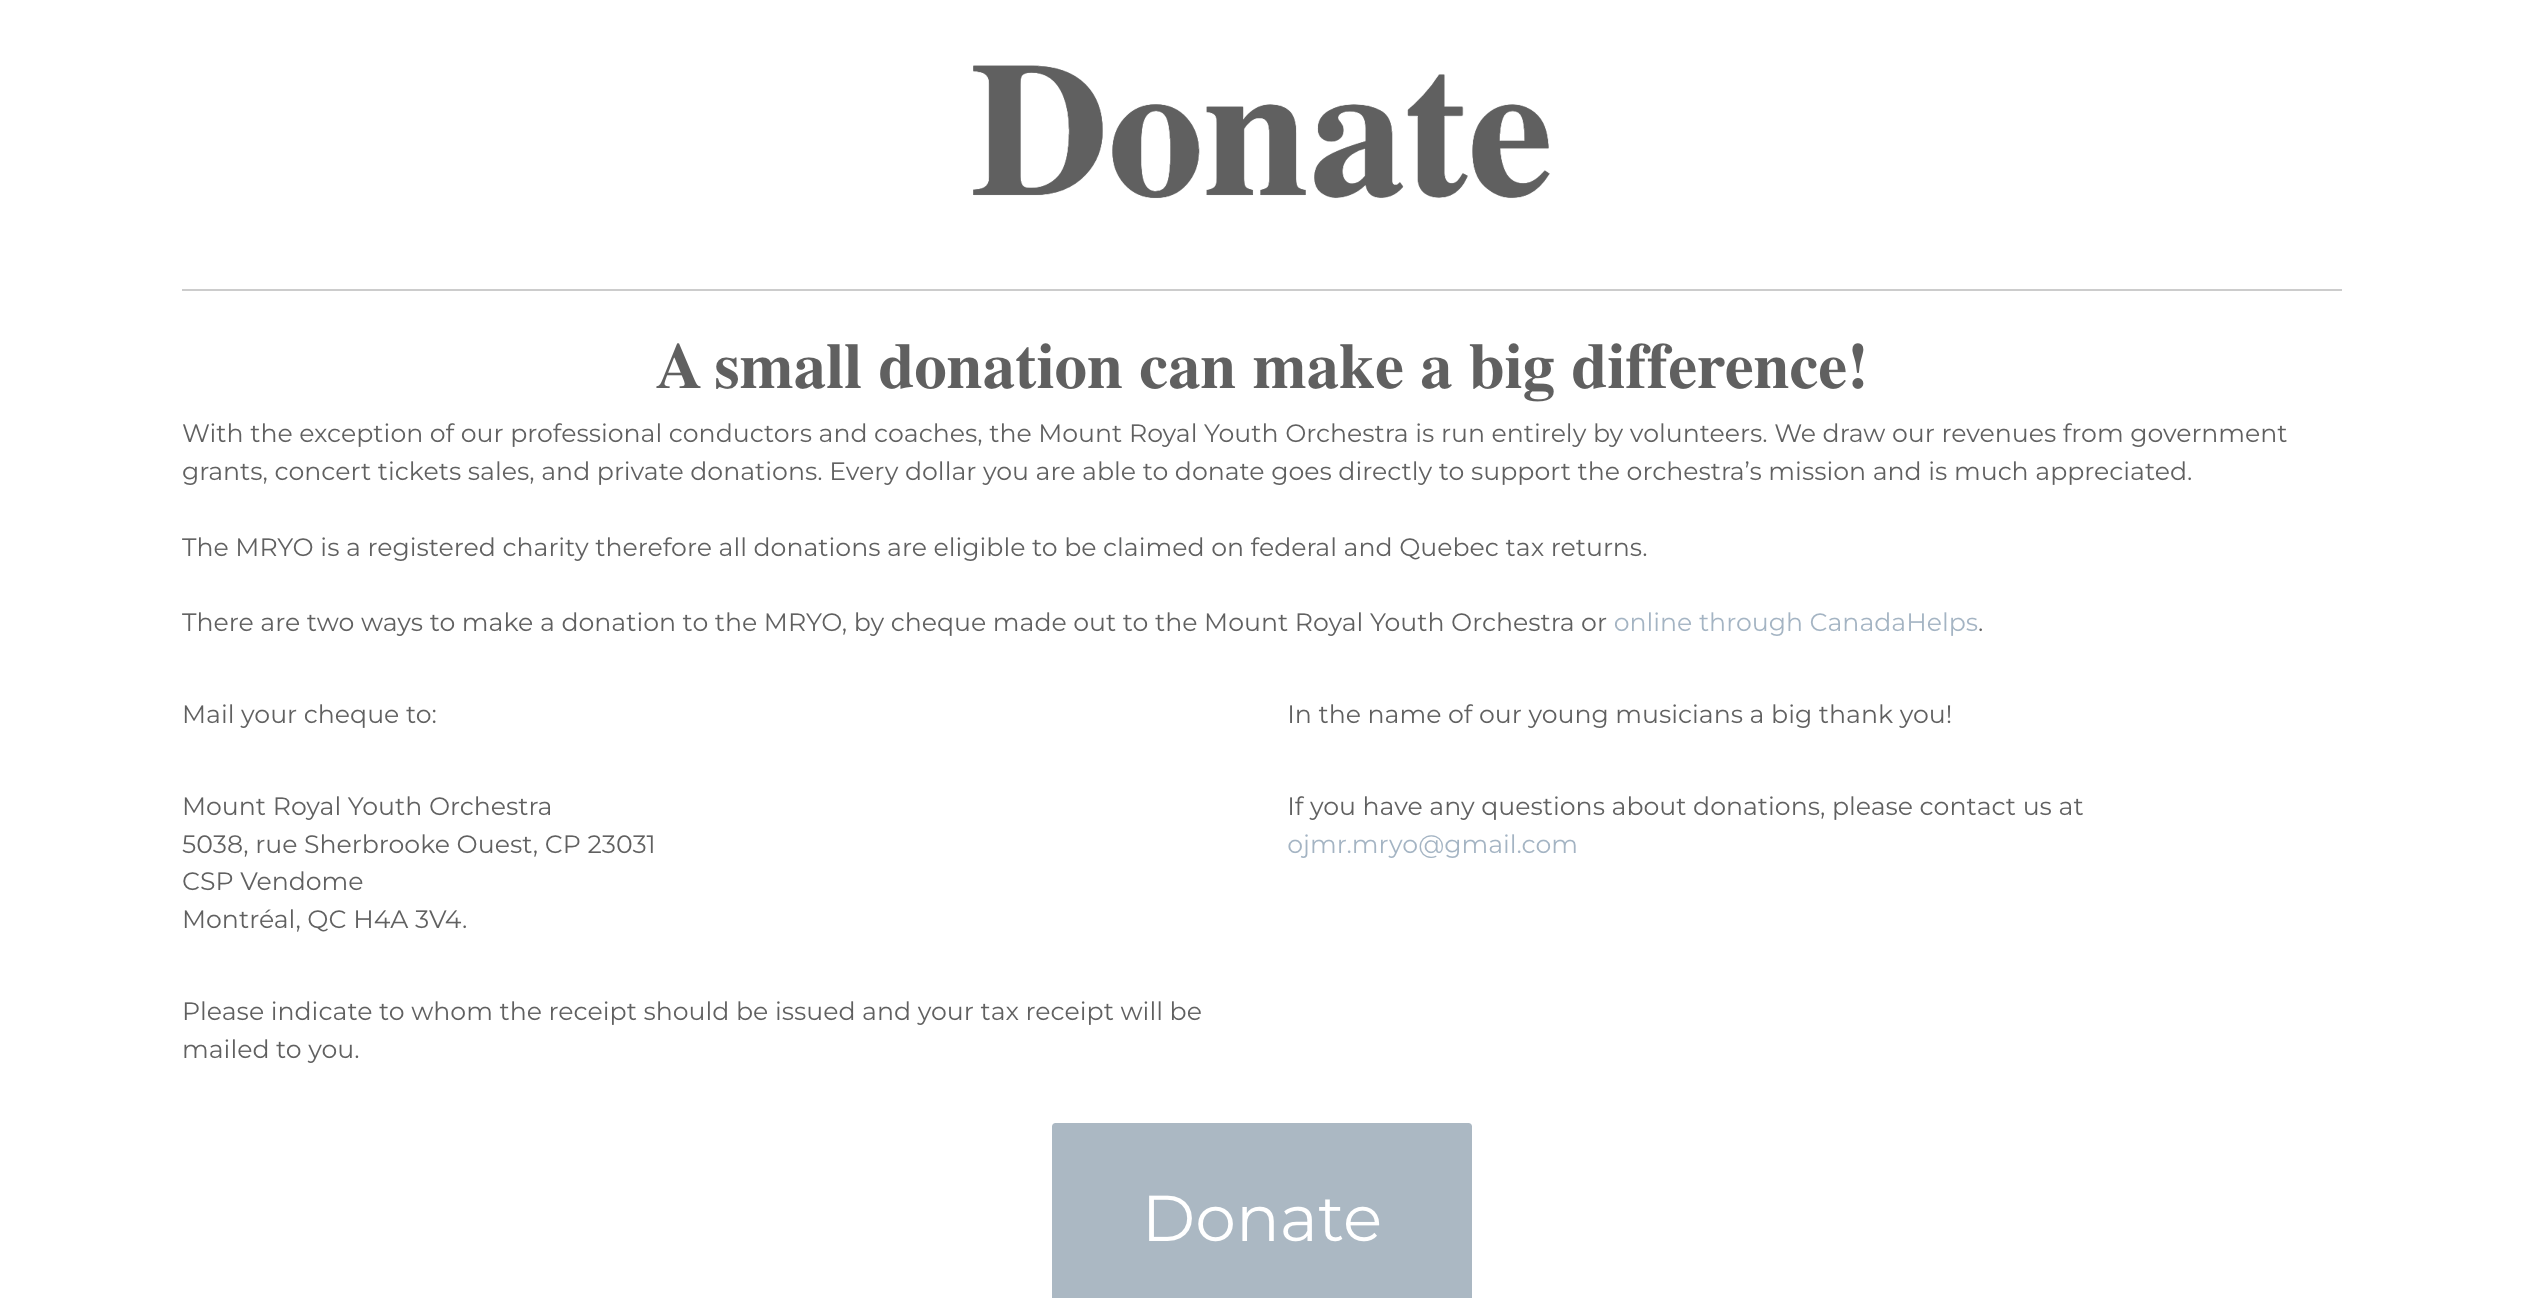 Donate
A small donation can make a big difference!
With the exception of our professional conductors and coaches, the Mount Royal Youth Orchestra is run entirely by volunteers. We draw our revenues from government
grants, concert tickets sales, and private donations. Every dollar you are able to donate goes directly to support the orchestra’s mission and is much appreciated.
The MRYO is a registered charity therefore all donations are eligible to be claimed on federal and Quebec tax returns.
There are two ways to make a donation to the MRYO, by cheque made out to the Mount Royal Youth Orchestra or online through CanadaHelps.
Mail your cheque to:
Mount Royal Youth Orchestra
5038, rue Sherbrooke Ouest, CP 23031
CSP Vendome
Montréal, QC H4A 3V4.
Please indicate to whom the receipt should be issued and your tax receipt will be
mailed to you.
In the name of our young musicians a big thank you!
If you have any questions about donations, please contact us at
ojmr.mryo@gmail.com
Donate